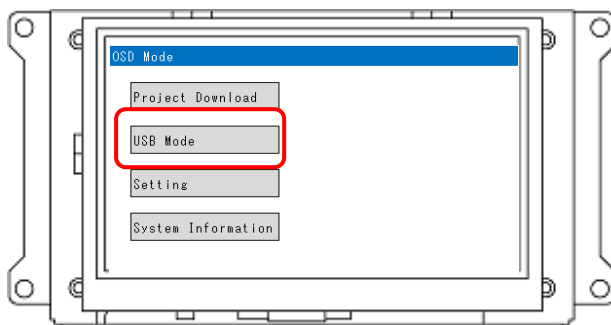 OSD Mode
Project Download
USB Mode
Setting
System Information